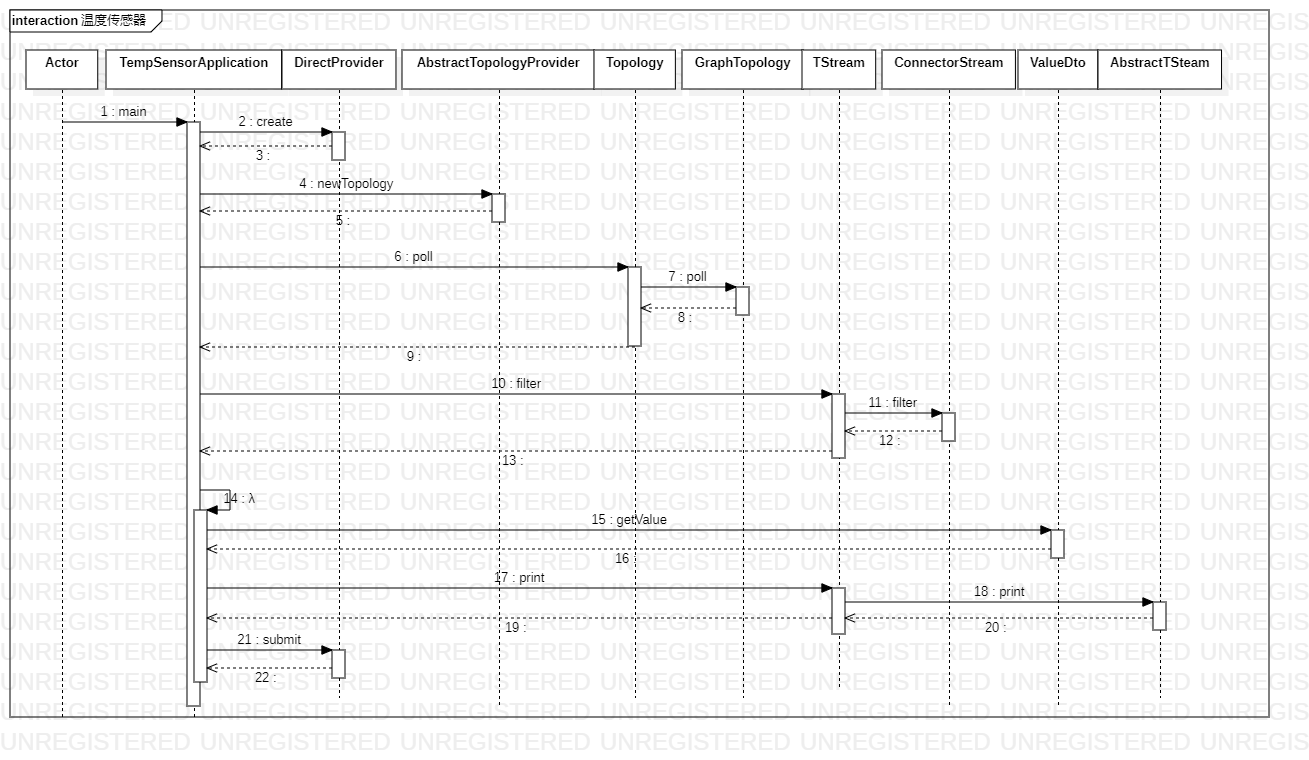 interaction 温度传感器
Actor
TempSensorApplication
DirectProvider
AbstractTopologyProvider
Topology
GraphTopology
TStream
ConnectorStream
ValueDto
AbstractTSteam
1 : main
2 : create
3 :
4 : newTopology
5 :
6 : poll
7 : poll
8 :
9 :
10 : filter
11 : filter
12 :
13 :
14 : λ
15 : getValue
16 :
17 : print
18 : print
19 :
20 :
21 : submit
22 :
UNREGISTERED UNREGISTERED UNREGISTERED UNREGISTERED UNREGISTERED UNREGISTERED UNREGIS